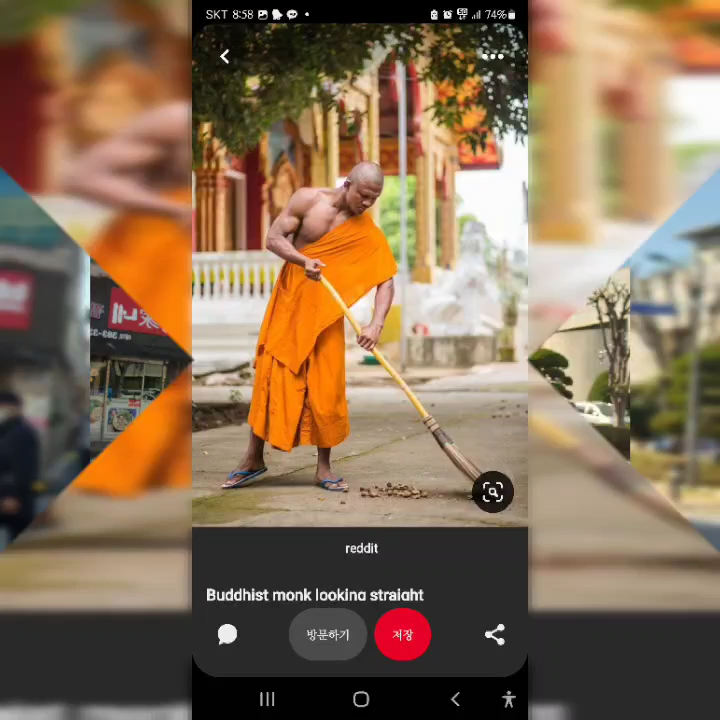 SKT 8:58
74%
reddit
Buddhist monk looking straight
방문하기
저장